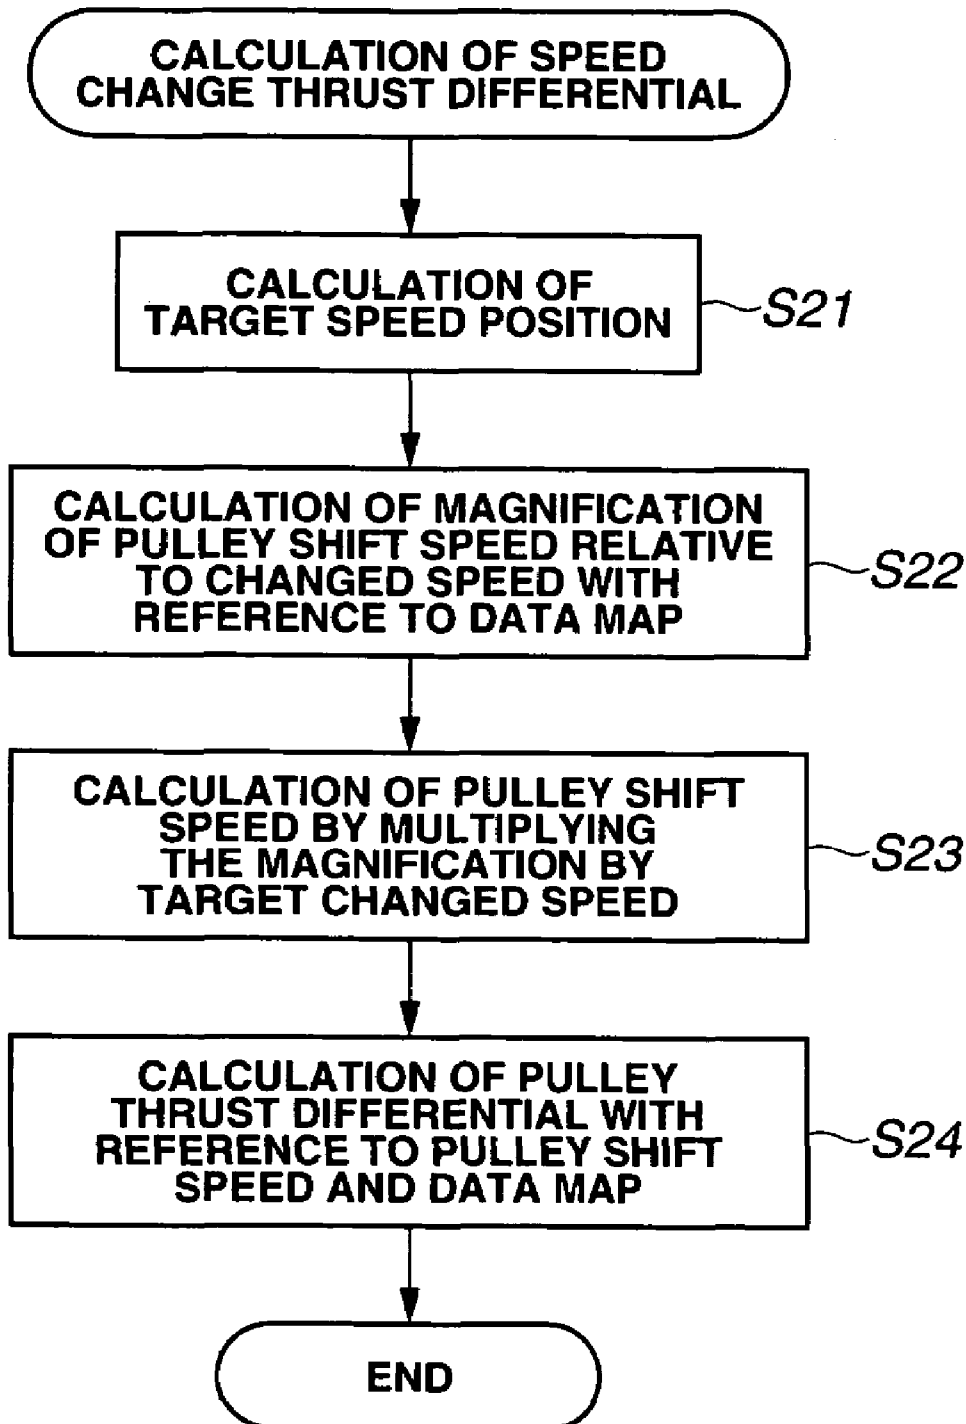 CALCULATION OF SPEED
CHANGE THRUST DIFFERENTIAL
CALCULATION OF
TARGET SPEED POSITION
S21
CALCULATION OF MAGNIFICATION
OF PULLEY SHIFT SPEED RELATIVE
TO CHANGED SPEED WITH
REFERENCE TO DATA MAP
S22
CALCULATION OF PULLEY SHIFT
SPEED BY MULTIPLYING
THE MAGNIFICATION BY
TARGET CHANGED SPEED
S23
CALCULATION OF PULLEY
THRUST DIFFERENTIAL WITH
REFERENCE TO PULLEY SHIFT
SPEED AND DATA MAP
S24
END